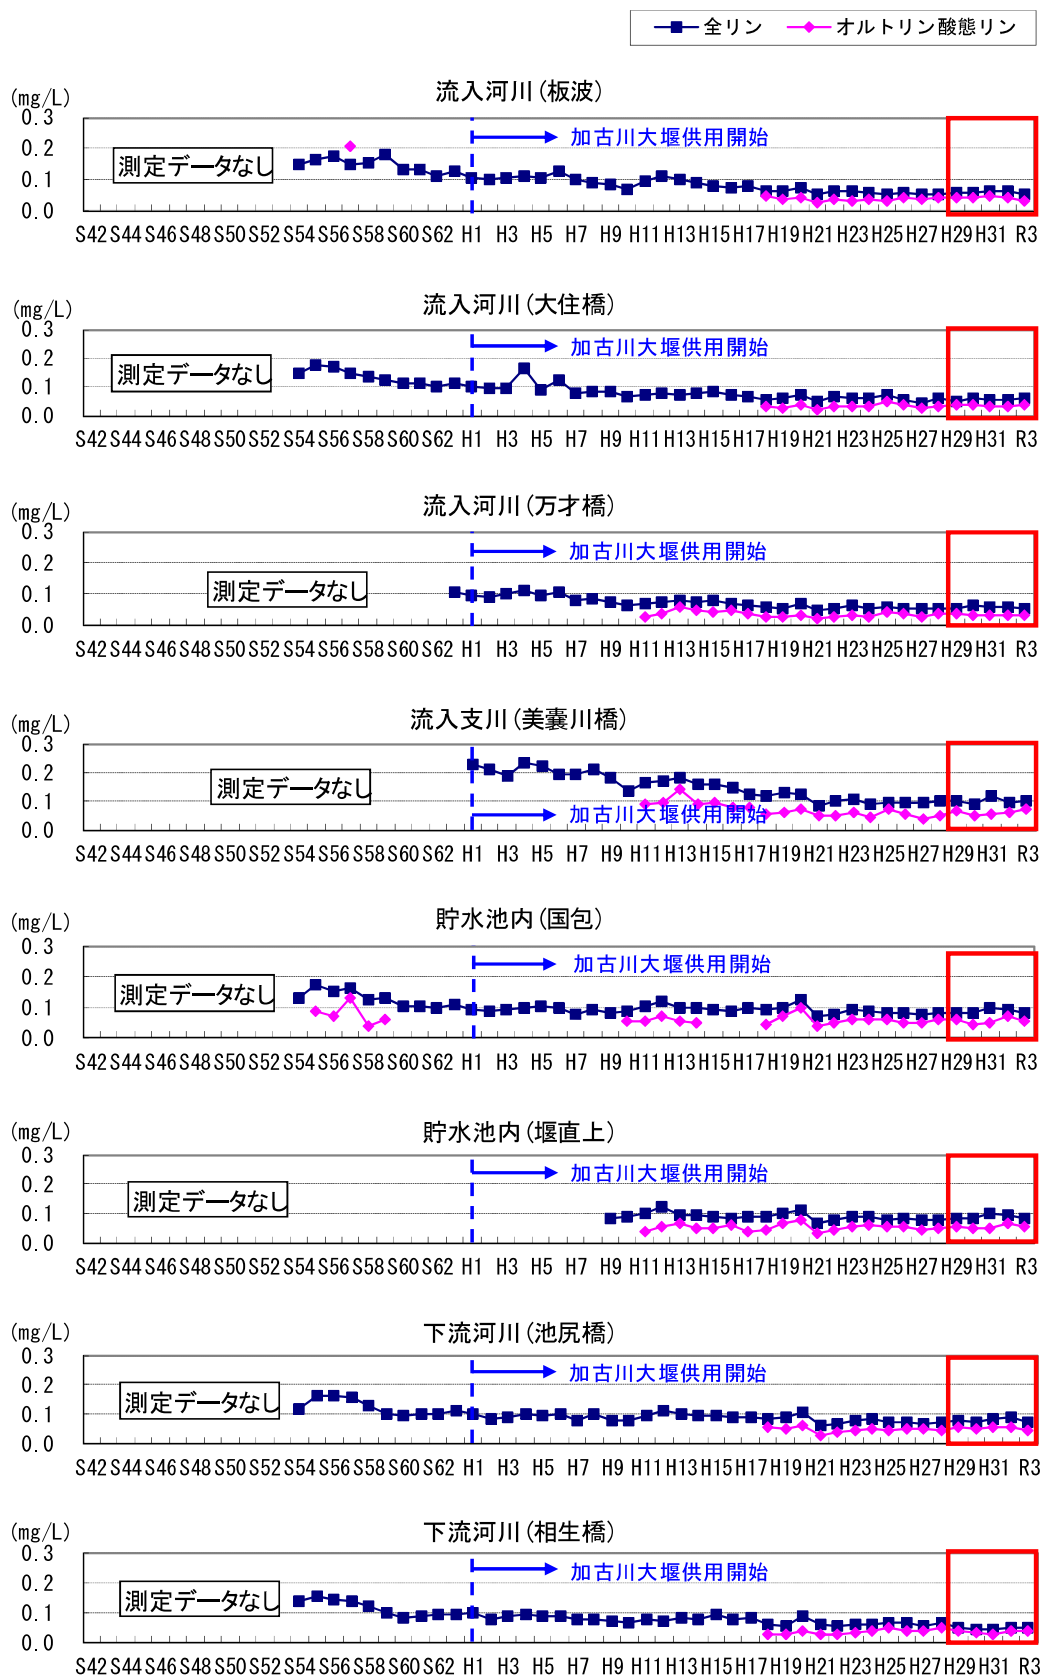 全リン オルトリン酸態リン
流入河川(板波)
(mg/L)
0.3
加古川大堰供用開始
0.2
測定データなし
0.1
0.0
S42 S44 S46 S48 S50 S52 S54 S56 S58 S60 S62 H1 H3 H5 H7 H9 H11 H13 H15 H17 H19 H21 H23 H25 H27 H29 H31 R3
流入河川(大住橋)
(mg/L)
0.3
加古川大堰供用開始
0.2
測定データなし
0.1
0.0
S42 S44 S46 S48 S50 S52 S54 S56 S58 S60 S62 H1 H3 H5 H7 H9 H11 H13 H15 H17 H19 H21 H23 H25 H27 H29 H31 R3
流入河川(万才橋)
(mg/L)
0.3
加古川大堰供用開始
0.2
測定データなし
0.1
0.0
S42 S44 S46 S48 S50 S52 S54 S56 S58 S60 S62 H1 H3 H5 H7 H9 H11 H13 H15 H17 H19 H21 H23 H25 H27 H29 H31 R3
流入支川(美嚢川橋)
(mg/L)
0.3
0.2
測定データなし
0.1
加古川大堰供用開始
0.0
S42 S44 S46 S48 S50 S52 S54 S56 S58 S60 S62 H1 H3 H5 H7 H9 H11 H13 H15 H17 H19 H21 H23 H25 H27 H29 H31 R3
貯水池内(国包)
(mg/L)
0.3
加古川大堰供用開始
0.2
測定データなし
0.1
0.0
S42 S44 S46 S48 S50 S52 S54 S56 S58 S60 S62 H1 H3 H5 H7 H9 H11 H13 H15 H17 H19 H21 H23 H25 H27 H29 H31 R3
貯水池内(堰直上)
(mg/L)
0.3
加古川大堰供用開始
0.2
測定データなし
0.1
0.0
S42 S44 S46 S48 S50 S52 S54 S56 S58 S60 S62 H1 H3 H5 H7 H9 H11 H13 H15 H17 H19 H21 H23 H25 H27 H29 H31 R3
下流河川(池尻橋)
(mg/L)
0.3
加古川大堰供用開始
0.2
測定データなし
0.1
0.0
S42 S44 S46 S48 S50 S52 S54 S56 S58 S60 S62 H1 H3 H5 H7 H9 H11 H13 H15 H17 H19 H21 H23 H25 H27 H29 H31 R3
下流河川(相生橋)
(mg/L)
0.3
加古川大堰供用開始
0.2
測定データなし
0.1
0.0
S42 S44 S46 S48 S50 S52 S54 S56 S58 S60 S62 H1 H3 H5 H7 H9 H11 H13 H15 H17 H19 H21 H23 H25 H27 H29 H31 R3